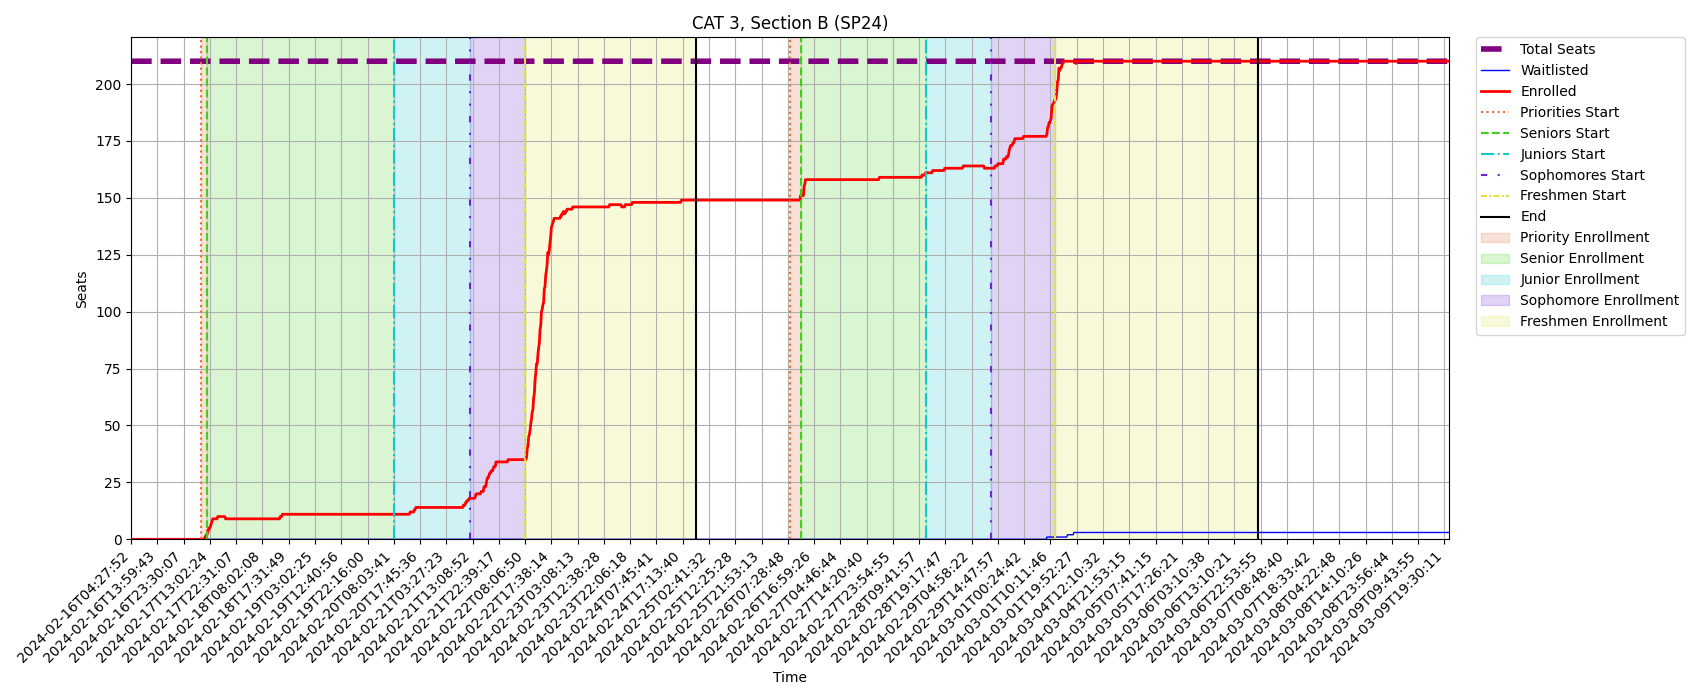 CAT 3, Section B (SP24)
Seats
200
175
150
125
100
75
50
25
0
2024-02-16T04:27:52
2024-02-16T13:59:43
2024-02-16T23:30:07
2024-02-17T13:02:24
2024-02-17T22:31:07
2024-02-18T08:02:08
2024-02-18T17:31:49
2024-02-19T03:02:25
2024-02-19T12:40:56
2024-02-19T22:16:00
2024-02-20T08:03:41
2024-02-20T17:45:36
2024-02-21T03:27:23
2024-02-21T13:08:52
2024-02-21T22:39:17
2024-02-22T08:06:50
2024-02-22T17:38:14
2024-02-23T03:08:13
2024-02-23T12:38:28
2024-02-23T22:06:18
2024-02-24T07:45:41
2024-02-24T17:13:40
2024-02-25T02:41:32
2024-02-25T12:25:28
2024-02-25T21:53:13
2024-02-26T07:28:48
2024-02-26T16:59:26
2024-02-27T04:46:44
2024-02-27T14:20:40
2024-02-27T23:54:55
2024-02-28T09:41:57
2024-02-28T19:17:47
2024-02-29T04:58:22
2024-02-29T14:47:57
2024-03-01T00:24:42
2024-03-01T10:11:46
2024-03-01T19:52:27
2024-03-04T12:10:32
2024-03-04T21:53:15
2024-03-05T07:41:15
2024-03-05T17:26:21
2024-03-06T03:10:38
2024-03-06T13:10:21
2024-03-06T22:53:55
2024-03-07T08:48:40
2024-03-07T18:33:42
2024-03-08T04:22:48
2024-03-08T14:10:26
2024-03-08T23:56:44
2024-03-09T09:43:55
2024-03-09T19:30:11
Time
Total Seats
Waitlisted
Enrolled
Priorities Start
Seniors Start
Juniors Start
Sophomores Start
Freshmen Start
End
Priority Enrollment
Senior Enrollment
Junior Enrollment
Sophomore Enrollment
Freshmen Enrollment